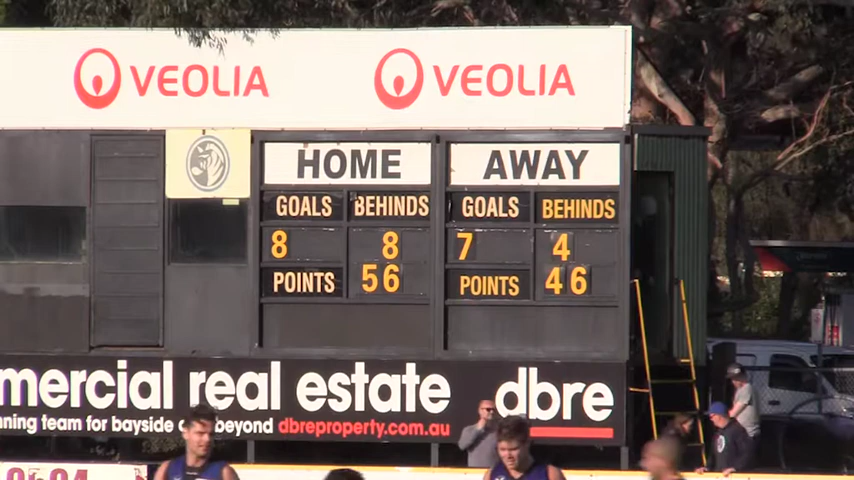 VEOLIA VEOLIA
HOME AWAY
GOALS BEHINDS GOALS BEHINDS
8 8 7 4
POINTS 56 POINTS 46
mercial real estate dbre
nning team for bayside beyond dbreproperty.com.au